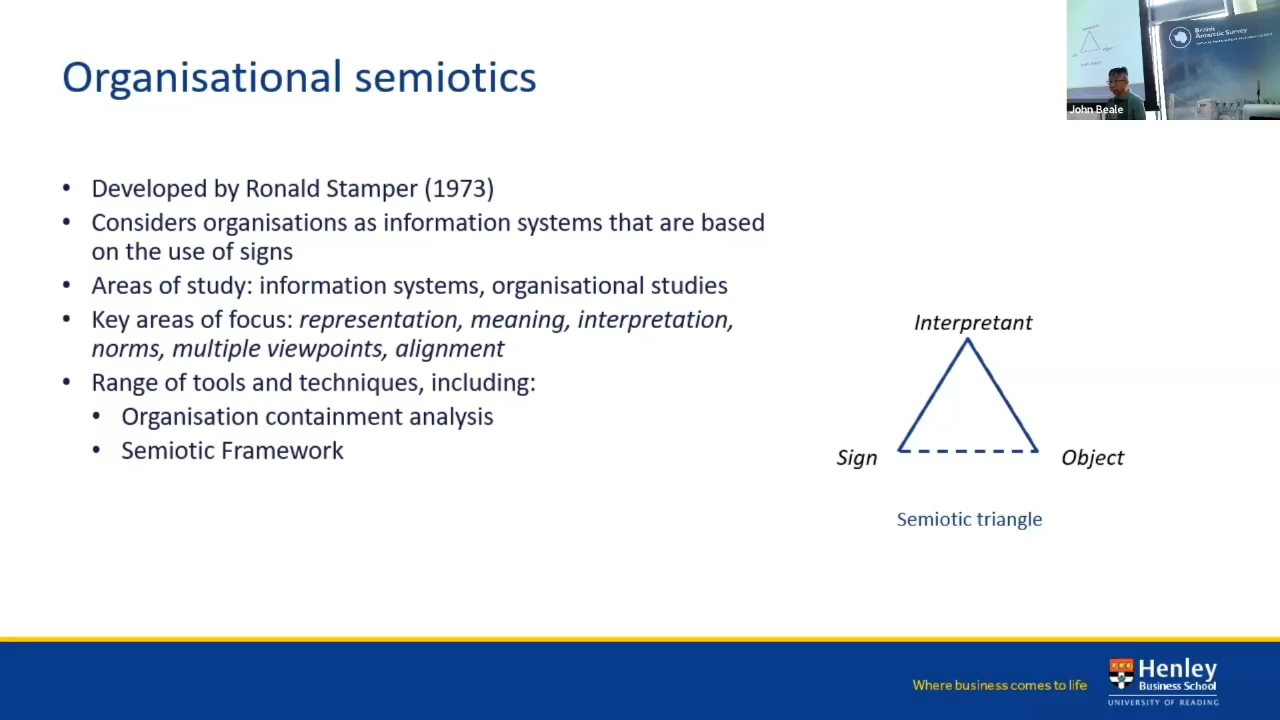 Organisational semiotics
• Developed by Ronald Stamper (1973)
• Considers organisations as information systems that are based
on the use of signs
• Areas of study: information systems, organisational studies
• Key areas of focus: representation, meaning, interpretation,
norms, multiple viewpoints, alignment
• Range of tools and techniques, including:
• Organisation containment analysis
• Semiotic Framework
Interpretant
Sign
Object
Semiotic triangle
British
Antarctic Survey
John Beale
Where business comes to life
Henley
Business School
UNIVERSITY OF READING